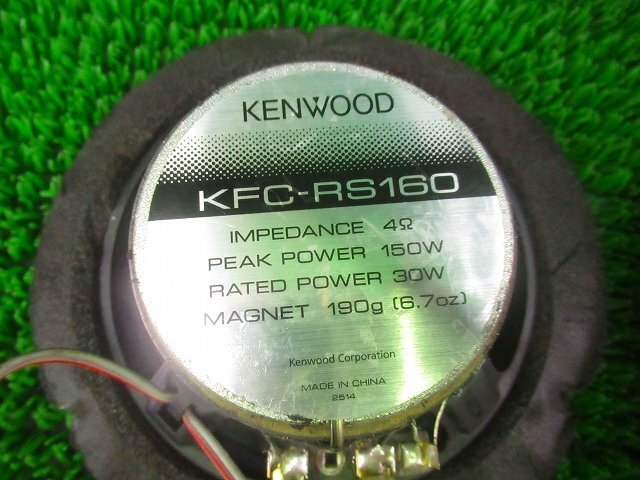 KENWOOD
KFC-RS160
IMPEDANCE 4Ω
PEAK POWER 150W
RATED POWER 30W
MAGNET 190g (6.7oz)
Kenwood Corporation
MADE IN CHINA
2514